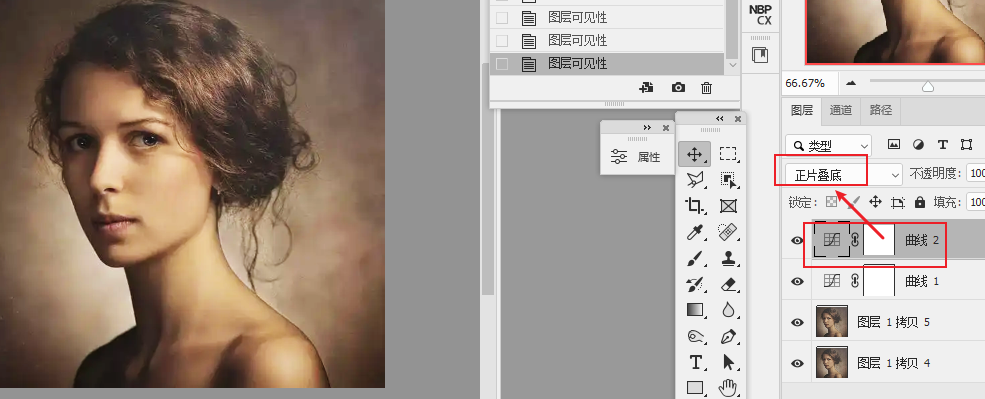 图层可见性
图层可见性
图层可见性
NBP
CX
属性
66.67%
图层 通道 路径
类型
正片叠底 不透明度: 100
锁定: 填充: 100
曲线 2
曲线 1
图层 1 拷贝 5
图层 1 拷贝 4